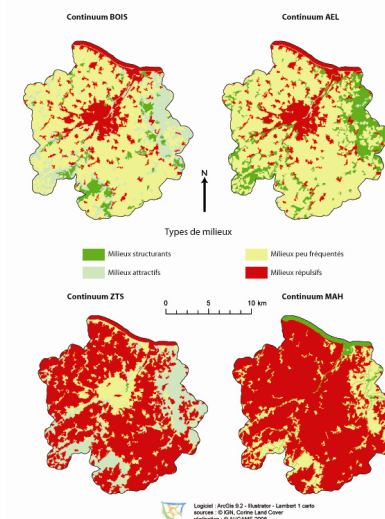 Continuum BOIS
Continuum AEL
N
Types de milieu
Milieux structurants
Milieux peu fréquentés
Milieux attractifs
Milieux répulsifs
Continuum ZTS
0 5 10 km
Continuum MAH
Logiciel : ArcGis 9.2 - Illustrator - Lambert 1 carto
sources : © IGN, Corine Land Cover